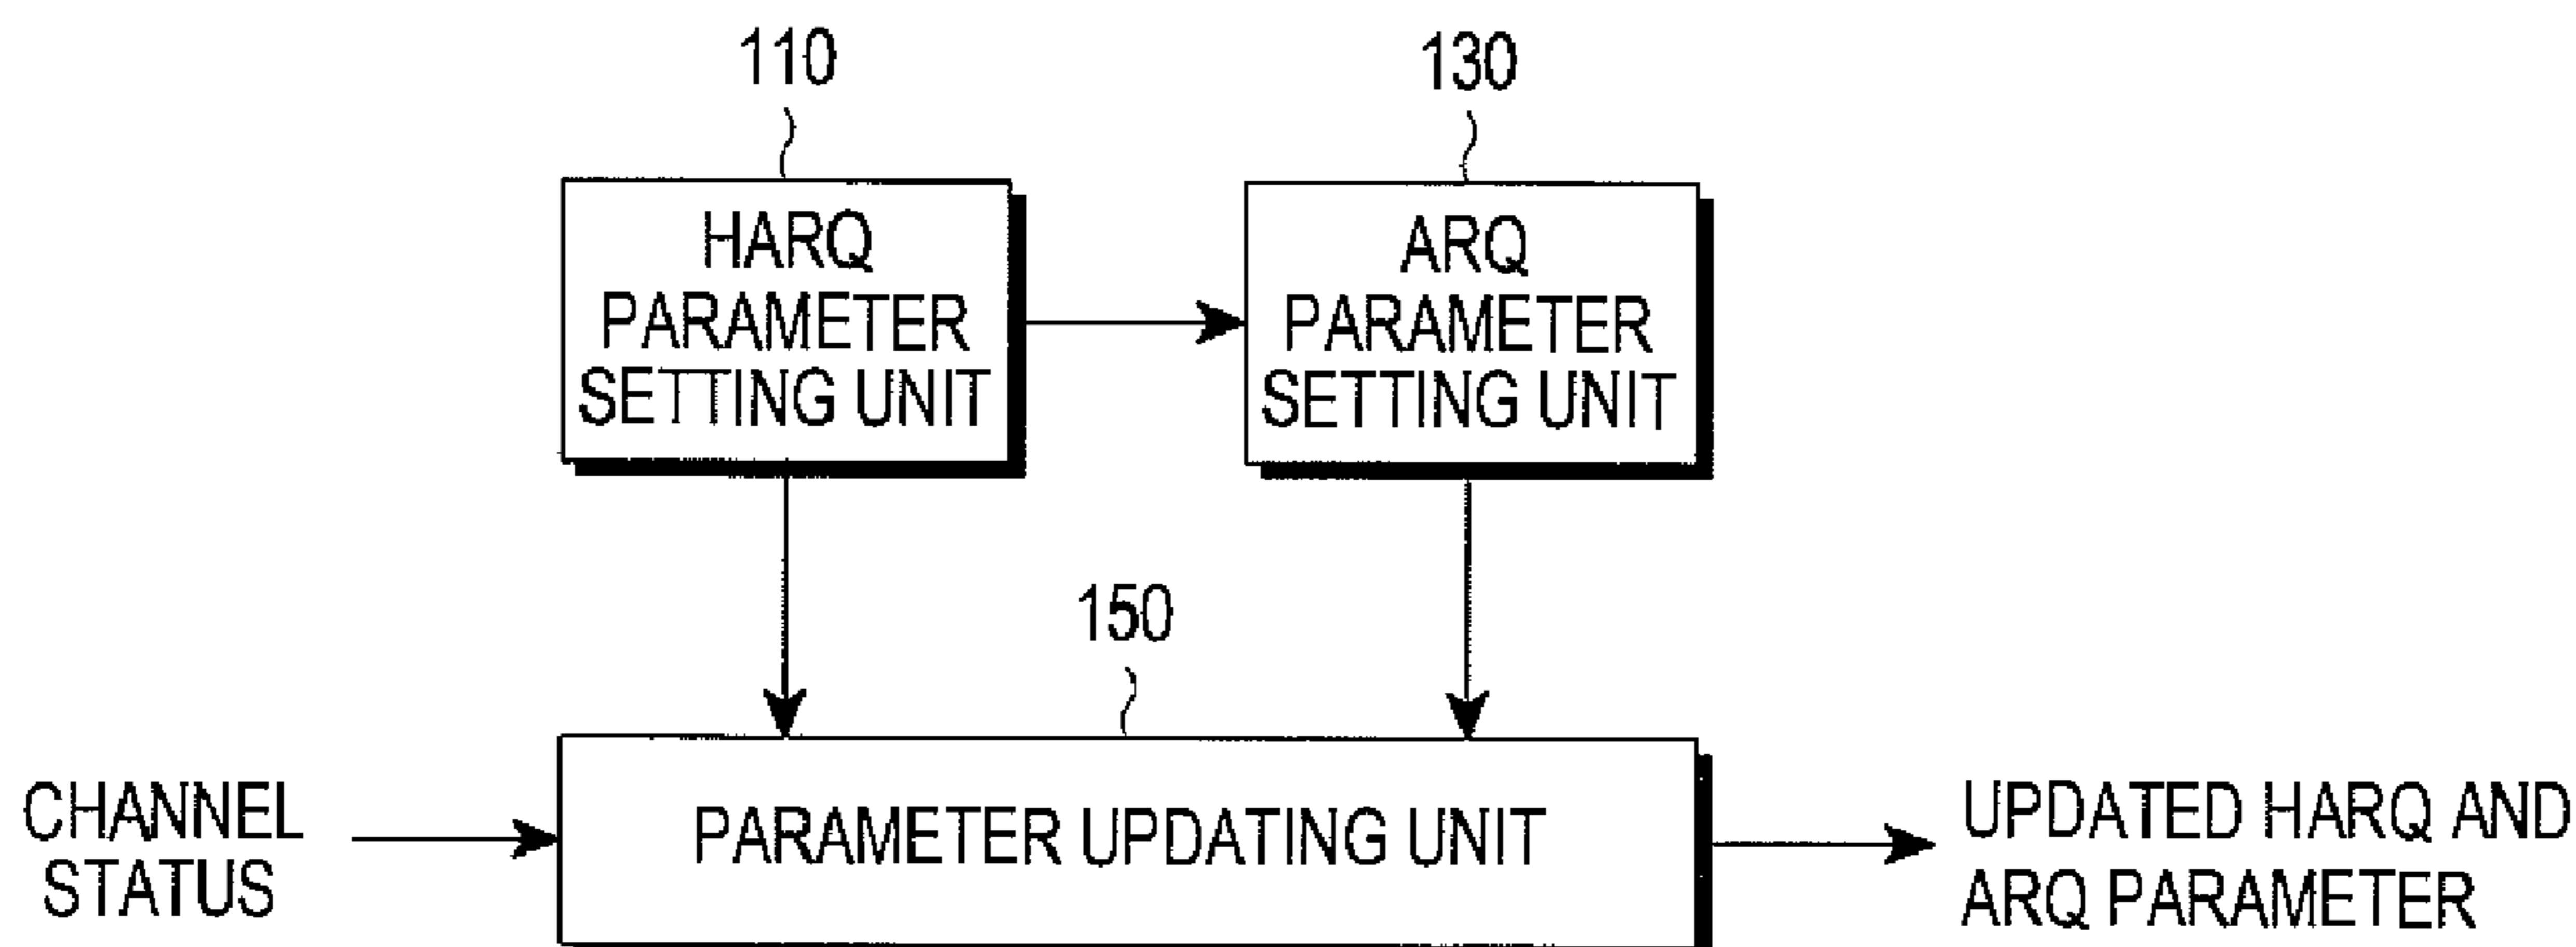 110
130
HARQ
PARAMETER
SETTING UNIT
ARQ
PARAMETER
SETTING UNIT
150
CHANNEL
STATUS
PARAMETER UPDATING UNIT
UPDATED HARQ AND
ARQ PARAMETER